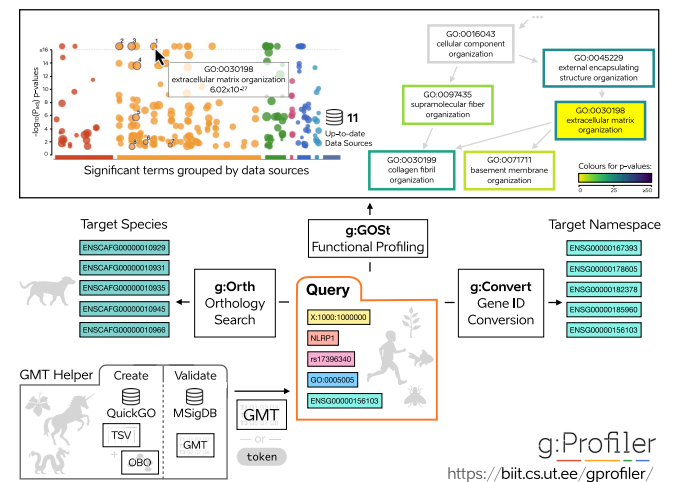 ≥16
14
12
10
8
6
4
2
0
-log₁₀(Pₐdⱼ) p-values
2
3
1
4
5
GO:0030198
extracellular matrix organization
6.02x10⁻²⁷
11
Up-to-date
Data Sources
Significant terms grouped by data sources
...
GO:0016043
cellular component
organization
GO:0045229
external encapsulating
structure organization
GO:0097435
supramolecular fiber
organization
GO:0030198
extracellular matrix
organization
GO:0030199
collagen fibril
organization
GO:0071711
basement membrane
organization
Colours for p-values:
0
25
≥50
Target Species
ENSCAFG00000010929
ENSCAFG00000010931
ENSCAFG00000010935
ENSCAFG00000010945
ENSCAFG00000010966
g:Orth
Orthology
Search
g:GOSt
Functional Profiling
Query
X:1000:1000000
NLRP1
rs17396340
GO:0005005
ENSG00000156103
g:Convert
Gene ID
Conversion
Target Namespace
ENSG00000167393
ENSG00000178605
ENSG00000182378
ENSG00000185960
ENSG00000156103
GMT Helper
Create
QuickGO
TSV
+
OBO
Validate
MSigDB
GMT
GMT
or
token
g:Profiler
https://biit.cs.ut.ee/gprofiler/